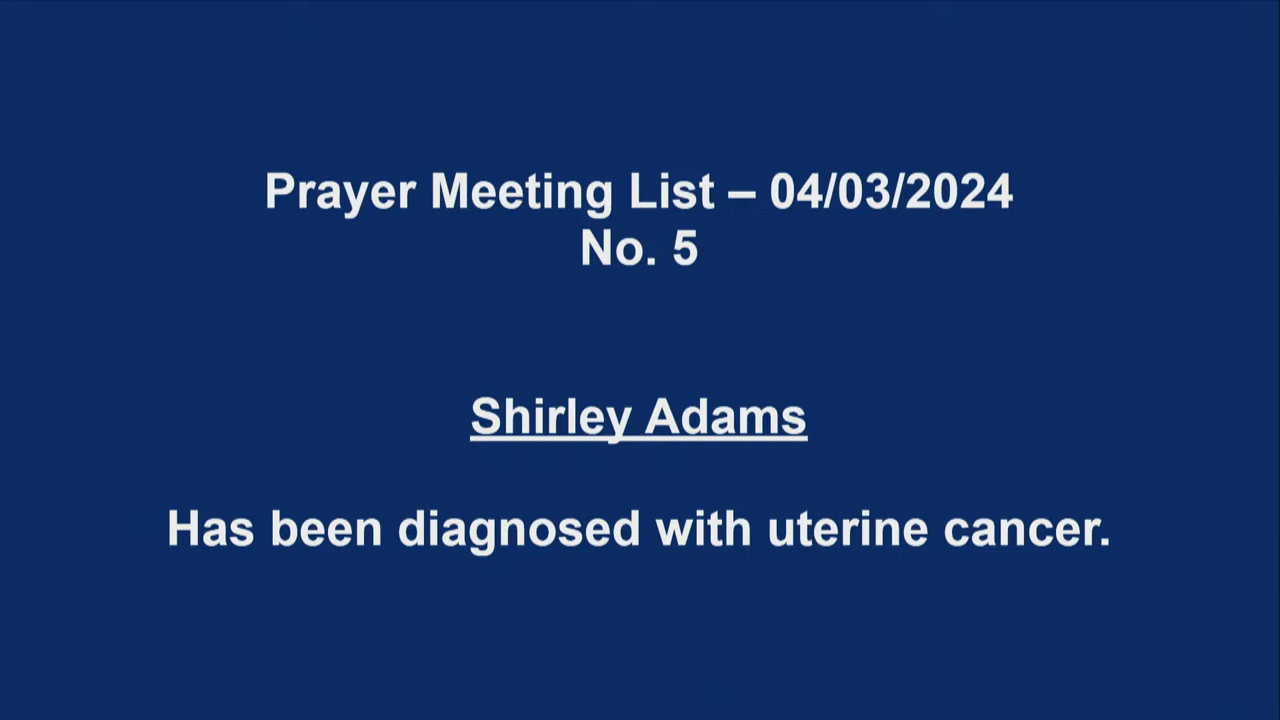 Prayer Meeting List – 04/03/2024
No. 5
Shirley Adams
Has been diagnosed with uterine cancer.